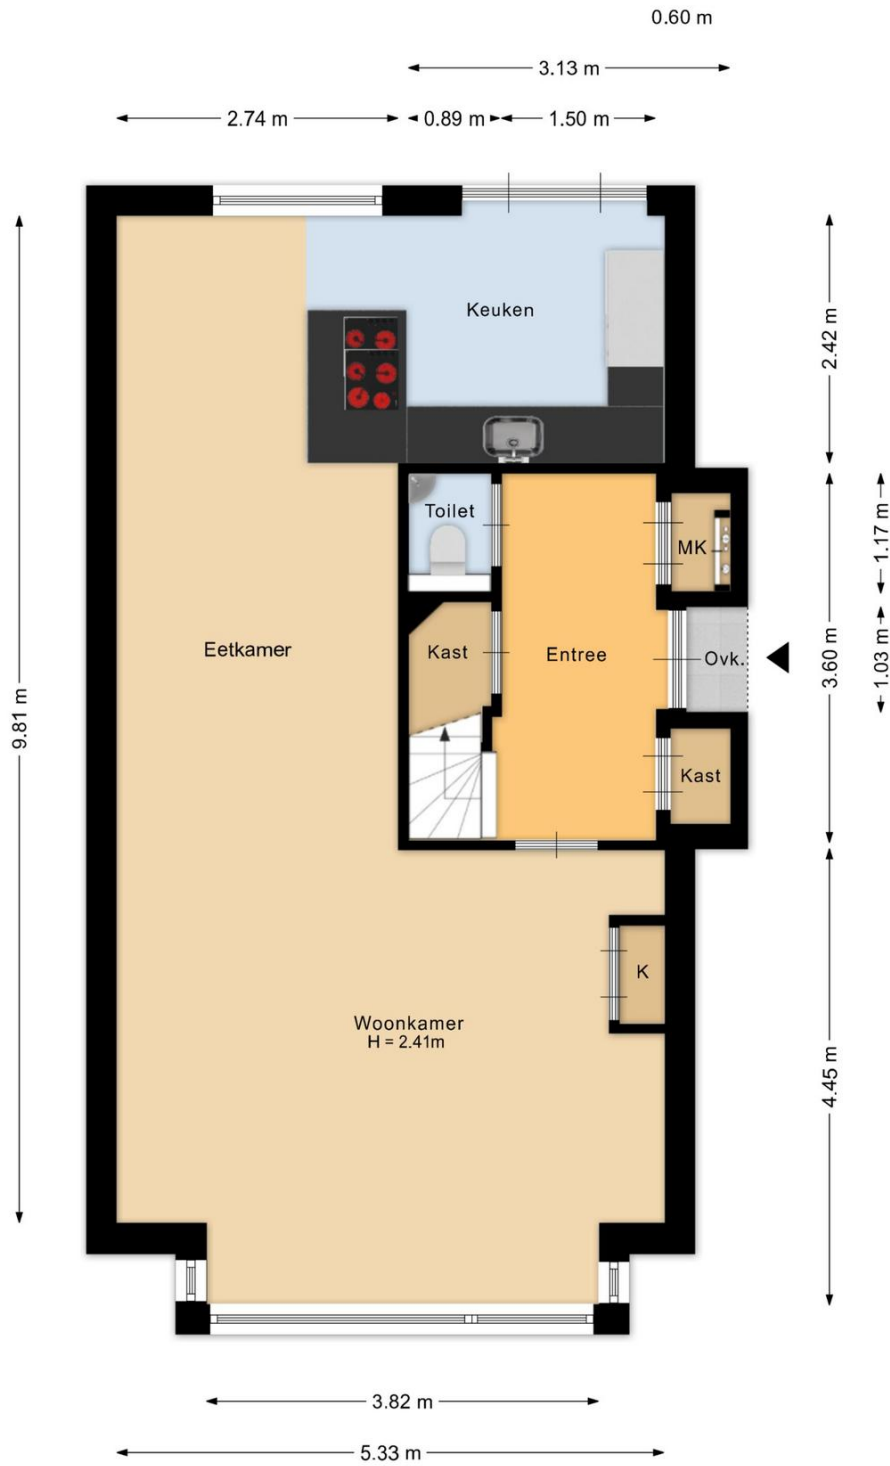 0.60 m
3.13 m
2.74 m
0.89 m
1.50 m
Keuken
2.42 m
Toilet
MK
1.17 m
Eetkamer
Kast
Entree
Ovk.
3.60 m
1.03 m
9.81 m
Kast
K
Woonkamer
H = 2.41m
4.45 m
3.82 m
5.33 m